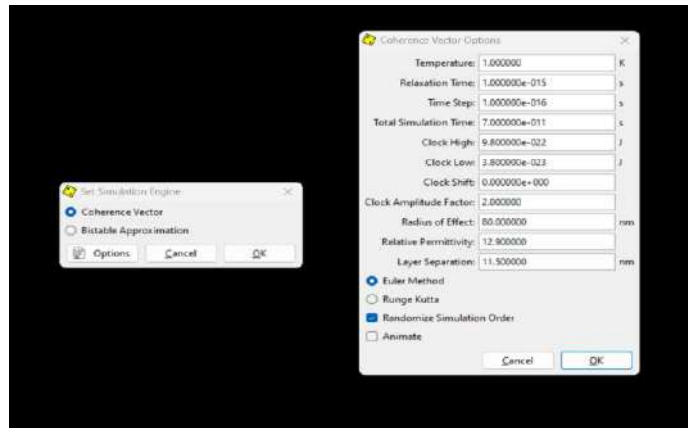 Set Simulation Engine
Coherence Vector
Bistable Approximation
Options Cancel OK
Coherence Vector Options
Temperature: 1.000000 K
Relaxation Time: 1.000000e-015 s
Time Step: 1.000000e-016 s
Total Simulation Time: 7.000000e-011 s
Clock High: 9.800000e-022 J
Clock Low: 3.800000e-023 J
Clock Shift: 0.000000e+000
Clock Amplitude Factor: 2.000000
Radius of Effect: 80.000000 nm
Relative Permittivity: 12.900000
Layer Separation: 11.500000 nm
Euler Method
Runge Kutta
Randomize Simulation Order
Animate
Cancel OK